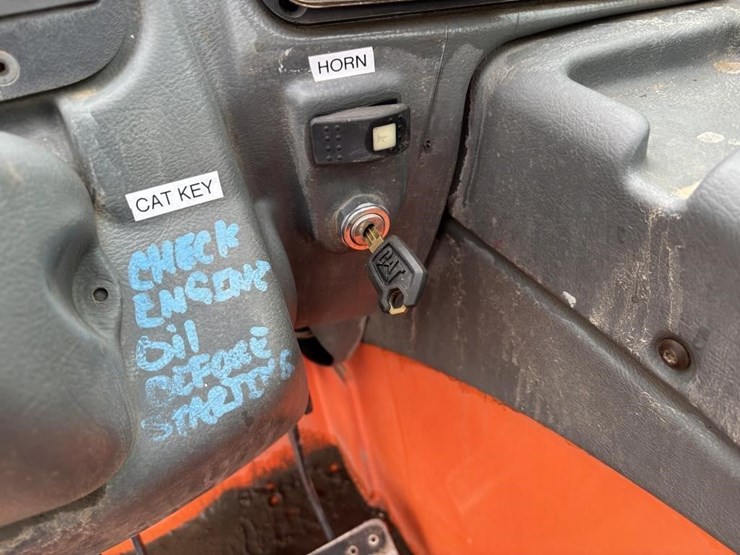 HORN
CAT KEY
CAT
CHECK
ENGINE
Oil
BEFORE
STARTING